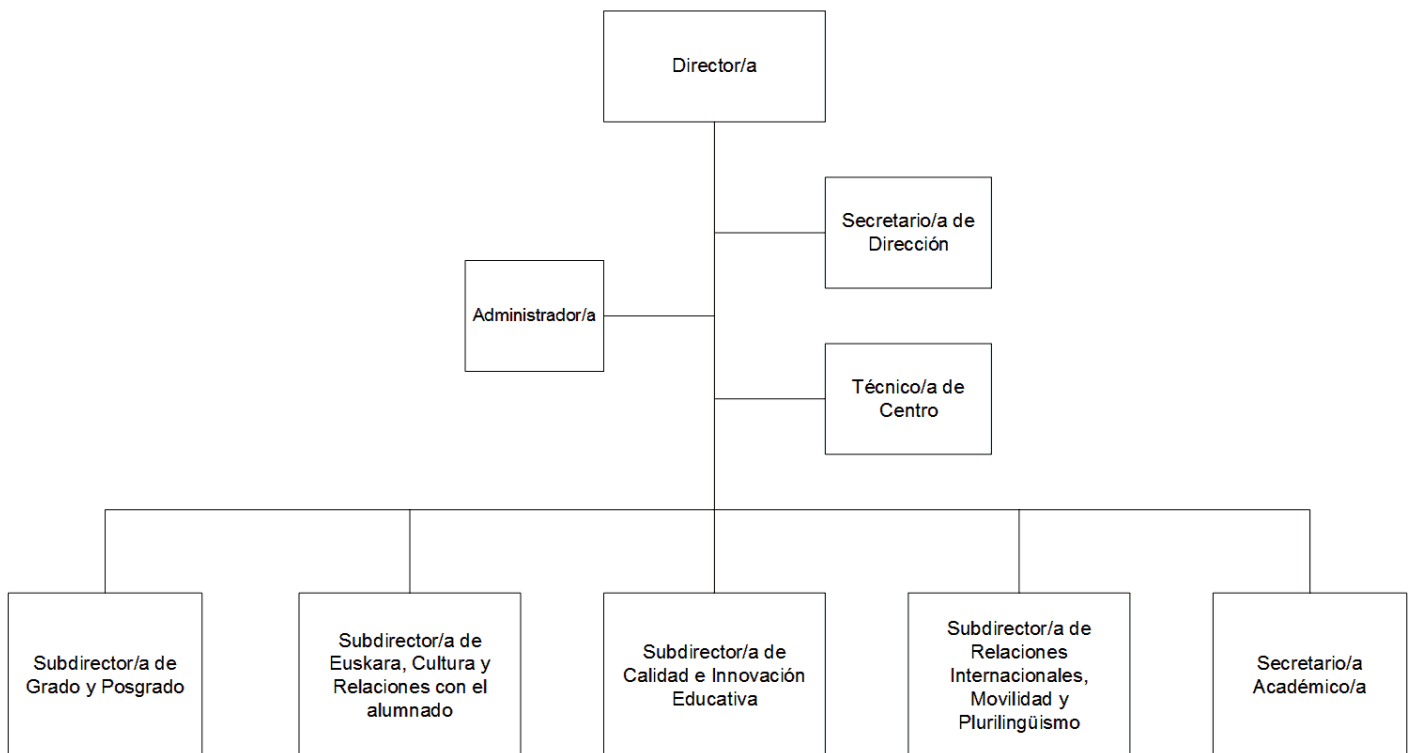 Director/a
Secretario/a de
Dirección
Administrador/a
Técnico/a de
Centro
Subdirector/a de
Grado y Posgrado
Subdirector/a de
Euskara, Cultura y
Relaciones con el
alumnado
Subdirector/a de
Calidad e Innovación
Educativa
Subdirector/a de
Relaciones
Internacionales,
Movilidad y
Plurilingüismo
Secretario/a
Académico/a